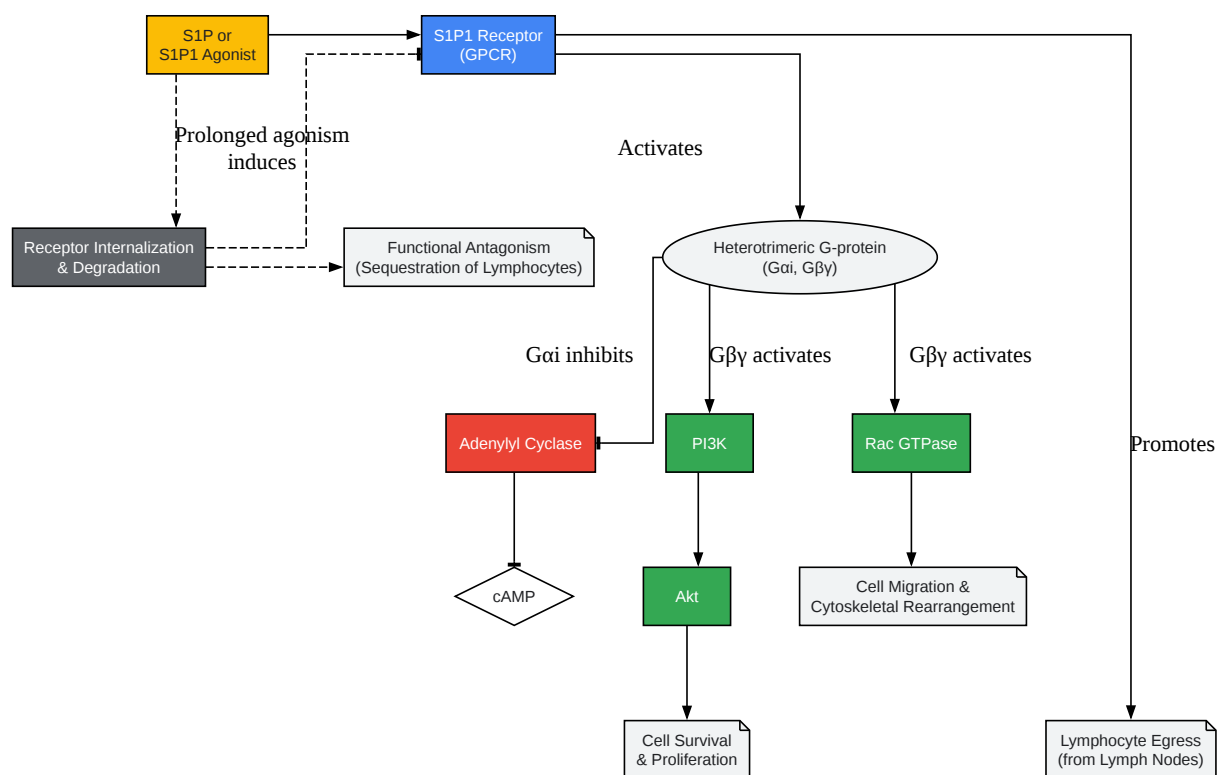 S1P or
S1P1 Agonist
S1P1 Receptor
(GPCR)
Prolonged agonism
induces
Activates
Receptor Internalization
& Degradation
Functional Antagonism
(Sequestration of Lymphocytes)
Heterotrimeric G-protein
(Gαi, Gβγ)
Gαi inhibits
Gβγ activates
Gβγ activates
Adenylyl Cyclase
PI3K
Rac GTPase
Promotes
cAMP
Akt
Cell Migration &
Cytoskeletal Rearrangement
Cell Survival
& Proliferation
Lymphocyte Egress
(from Lymph Nodes)